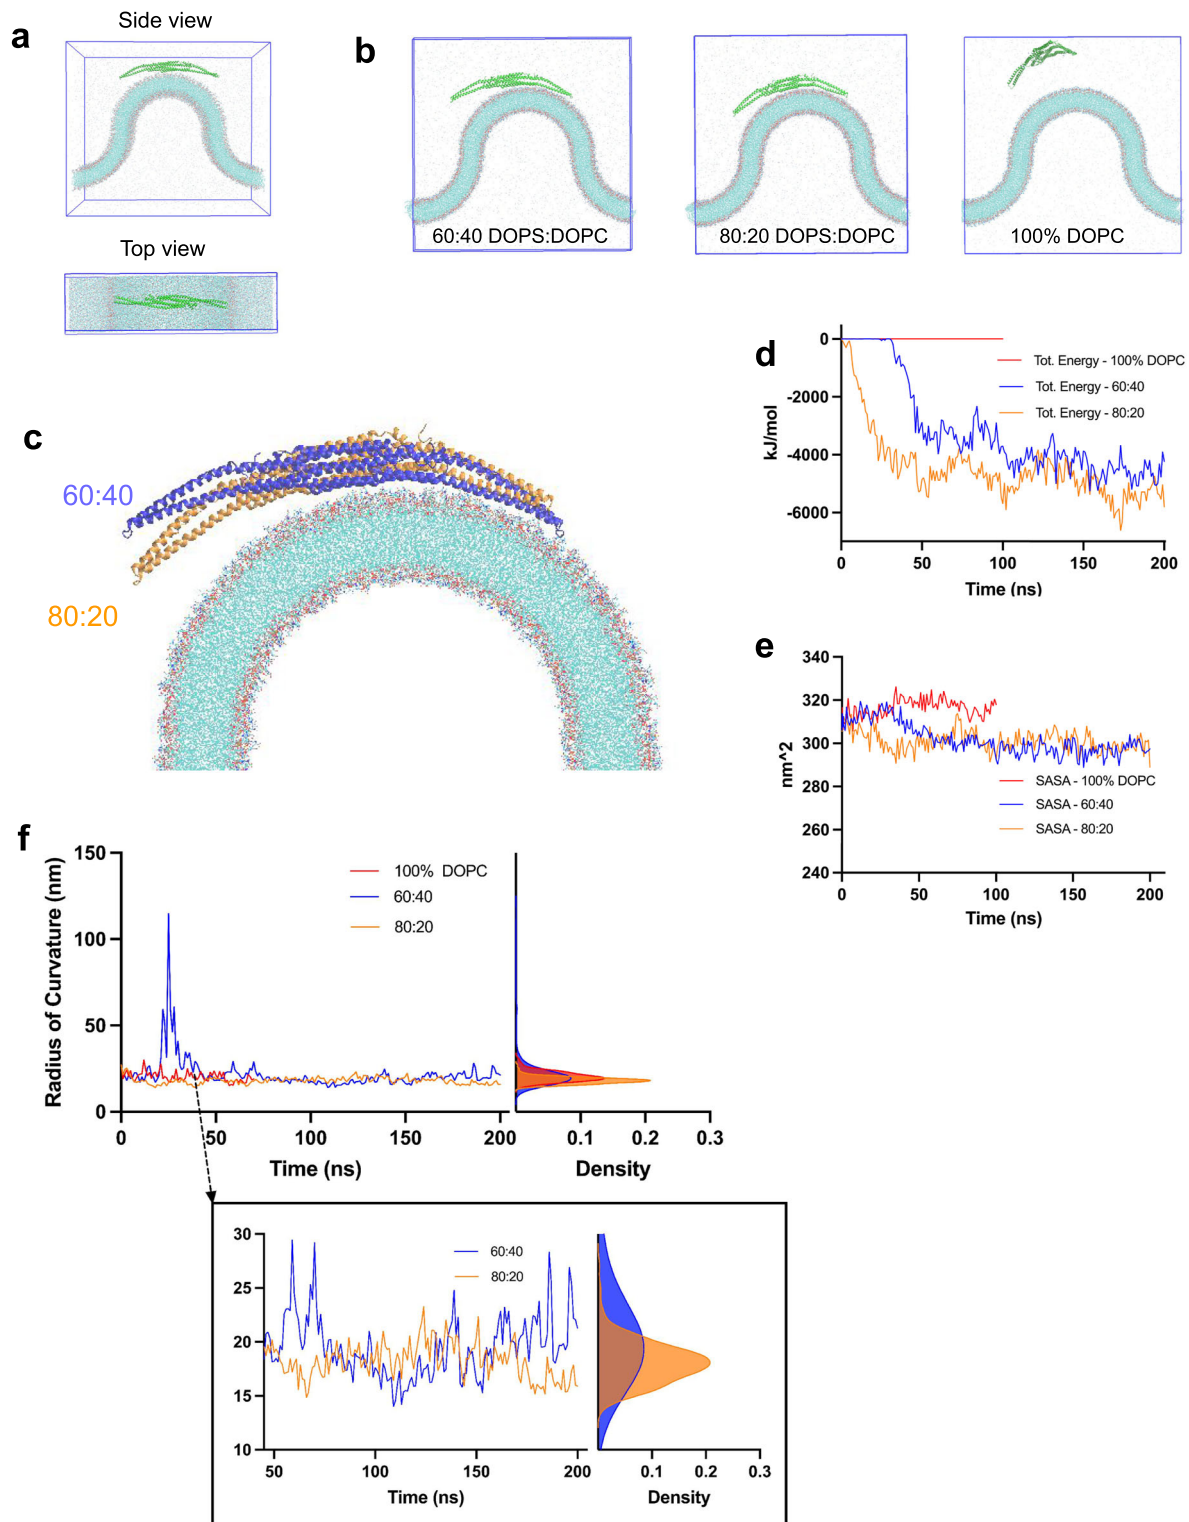 a
Side view
Top view
b
60:40 DOPS:DOPC
80:20 DOPS:DOPC
100% DOPC
c
60:40
80:20
d
0
-2000
-4000
-6000
kJ/mol
0
50
100
150
200
Time (ns)
Tot. Energy - 100% DOPC
Tot. Energy - 60:40
Tot. Energy - 80:20
e
340
320
300
280
260
240
nm^2
0
50
100
150
200
Time (ns)
SASA - 100% DOPC
SASA - 60:40
SASA - 80:20
f
150
100
50
0
Radius of Curvature (nm)
100% DOPC
60:40
80:20
0
50
100
150
200
Time (ns)
0.1
0.2
0.3
Density
30
25
20
15
10
60:40
80:20
50
100
150
200
Time (ns)
0.1
0.2
0.3
Density